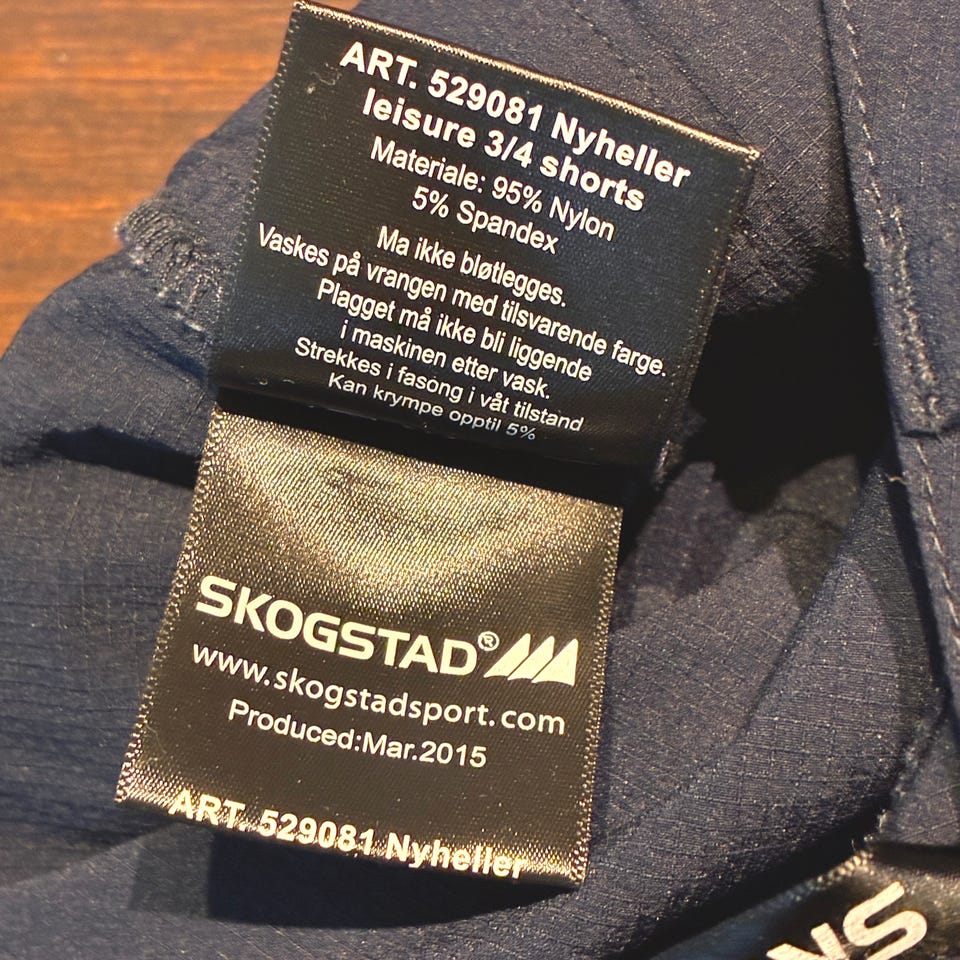 ART. 529081 Nyheller
leisure 3/4 shorts
Materiale: 95% Nylon
5% Spandex
Ma ikke bløtlegges.
Vaskes på vrangen med tilsvarende farge.
Plagget må ikke bli liggende
i maskinen etter vask.
Strekkes i fasong i våt tilstand
Kan krympe opptil 5%
SKOGSTAD®
www.skogstadsport.com
Produced:Mar.2015
ART. 529081 Nyheller